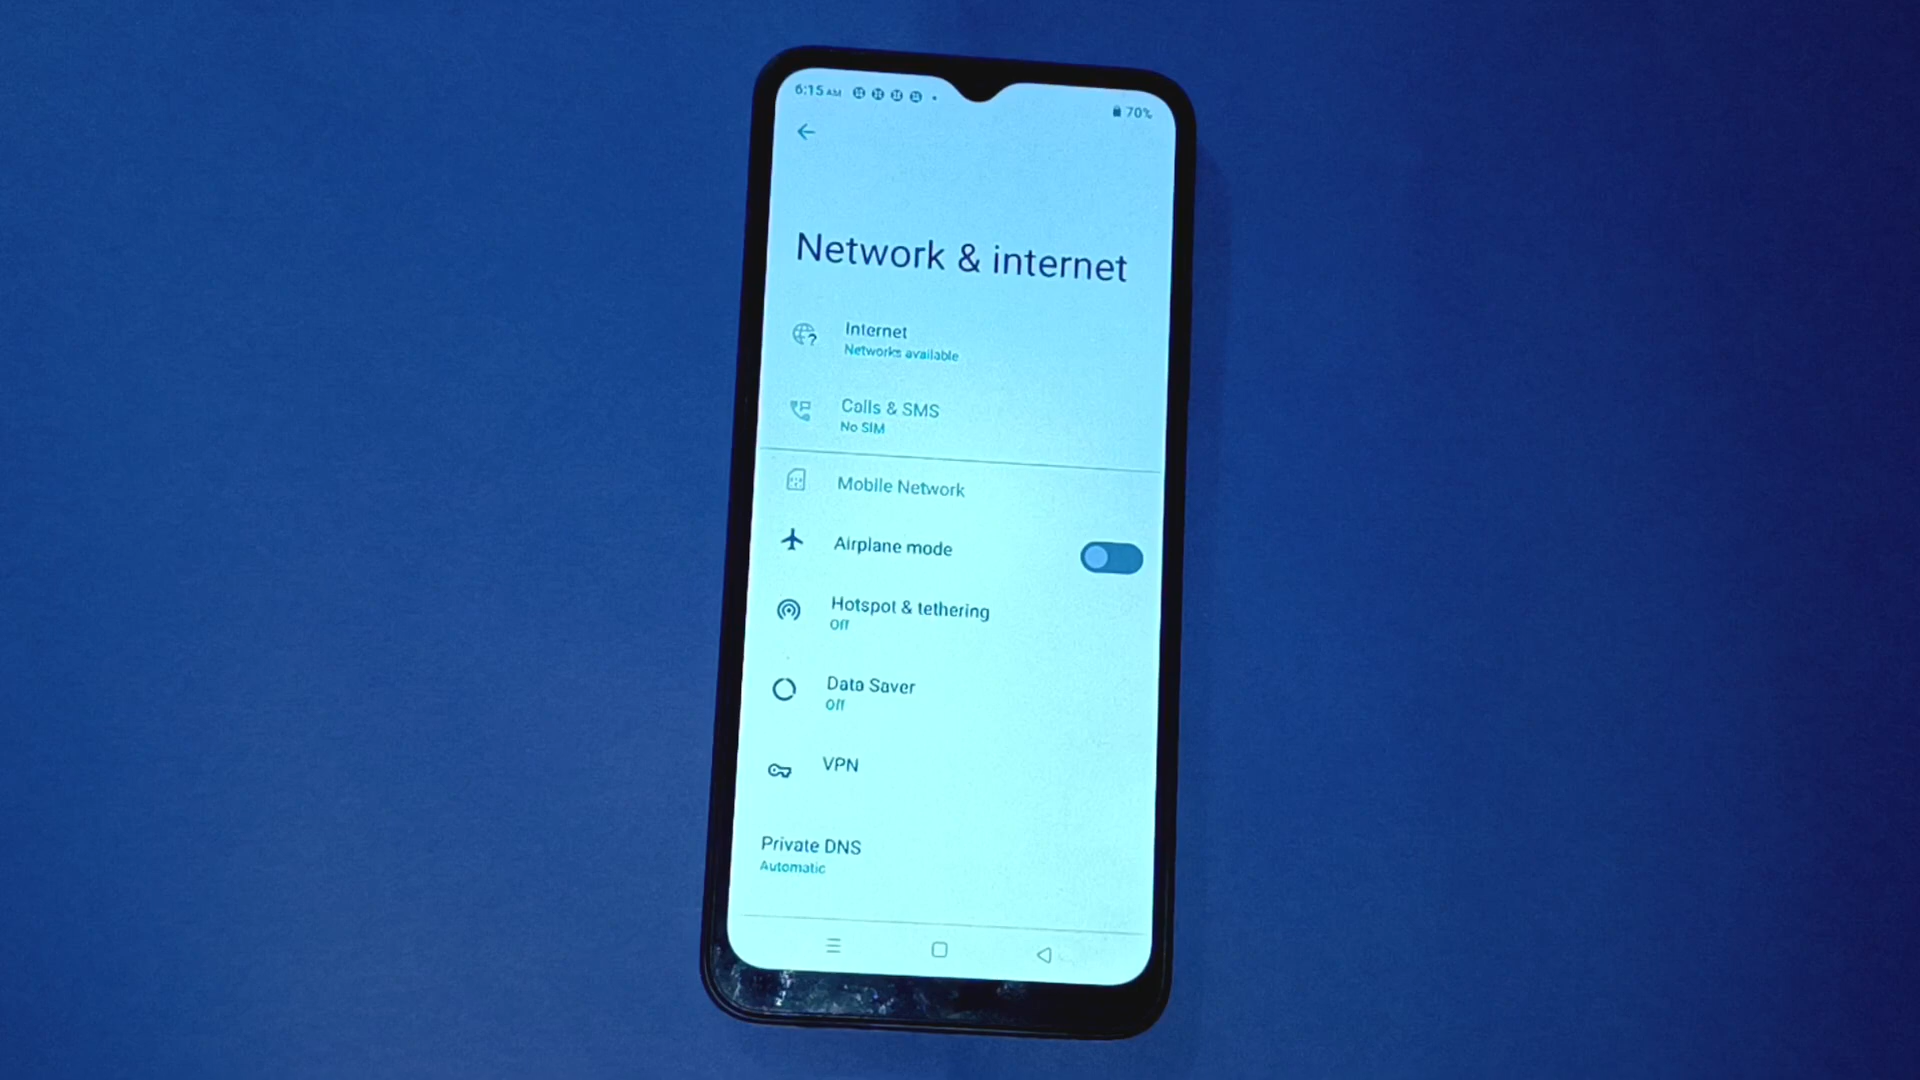 6:15 AM
70%
Network & internet
Internet
Networks available
Calls & SMS
No SIM
Mobile Network
Airplane mode
Hotspot & tethering
Off
Data Saver
Off
VPN
Private DNS
Automatic